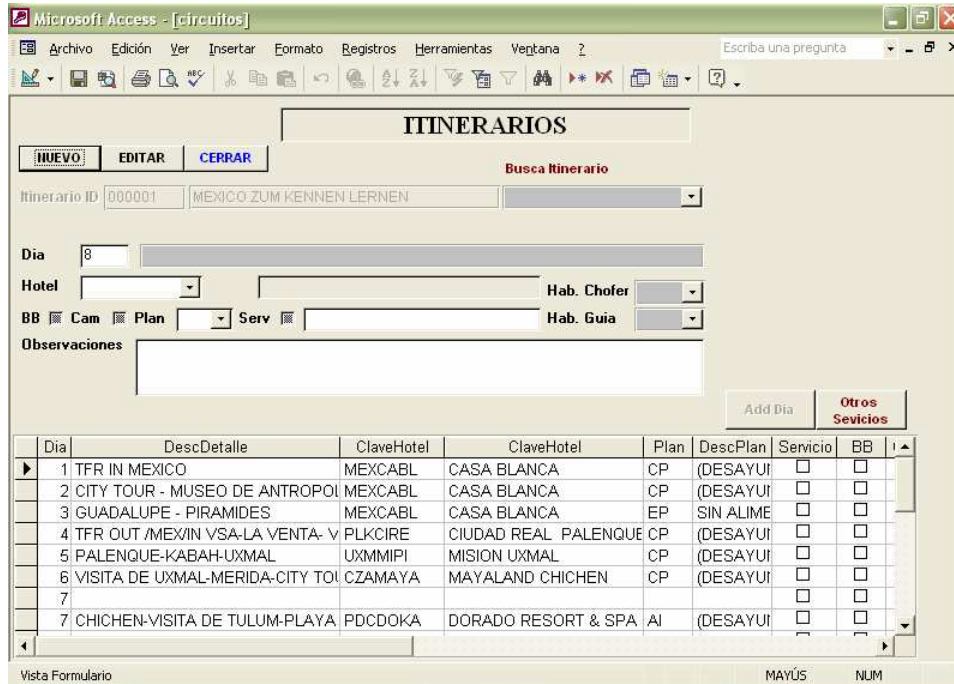 Microsoft Access - [circuitos]
Archivo Edición Ver Insertar Formato Registros Herramientas Ventana ? Escriba una pregunta
ITINERARIOS
NUEVO EDITAR CERRAR
Busca Itinerario
Itinerario ID 000001 MEXICO ZUM KENNEN LERNEN
Dia 8
Hotel Hab. Chofer
BB Cam Plan Serv Hab. Guia
Observaciones
Add Dia Otros Sevicios
Dia DescDetalle ClaveHotel ClaveHotel Plan DescPlan Servicio BB
1 TFR IN MEXICO MEXCABL CASA BLANCA CP (DESAYUI
2 CITY TOUR - MUSEO DE ANTROPOL MEXCABL CASA BLANCA CP (DESAYUI
3 GUADALUPE - PIRAMIDES MEXCABL CASA BLANCA EP SIN ALIME
4 TFR OUT /MEX/IN VSA-LA VENTA- V PLKCIRE CIUDAD REAL PALENQUE CP (DESAYUI
5 PALENQUE-KABAH-UXMAL UXMMIPI MISION UXMAL CP (DESAYUI
6 VISITA DE UXMAL-MERIDA-CITY TOU CZAMAYA MAYALAND CHICHEN CP (DESAYUI
7
7 CHICHEN-VISITA DE TULUM-PLAYA PDCDOKA DORADO RESORT & SPA AI (DESAYUI
Vista Formulario MAYÚS NUM